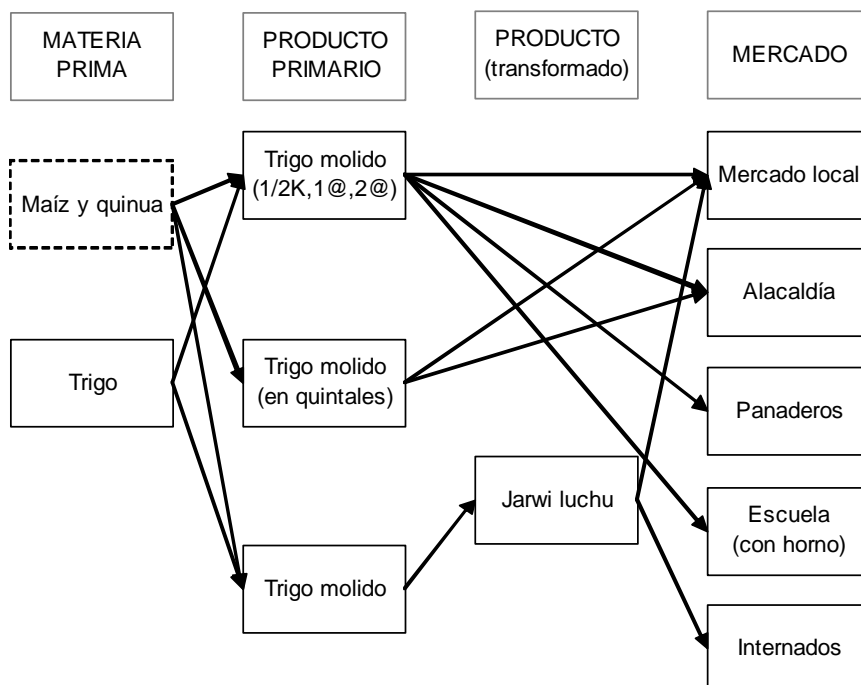 MATERIA
PRIMA
PRODUCTO
PRIMARIO
PRODUCTO
(transformado)
MERCADO
Maíz y quinua
Trigo
Trigo molido
(1/2K,1@,2@)
Trigo molido
(en quintales)
Trigo molido
Jarwi luchu
Mercado local
Alacaldía
Panaderos
Escuela
(con horno)
Internados